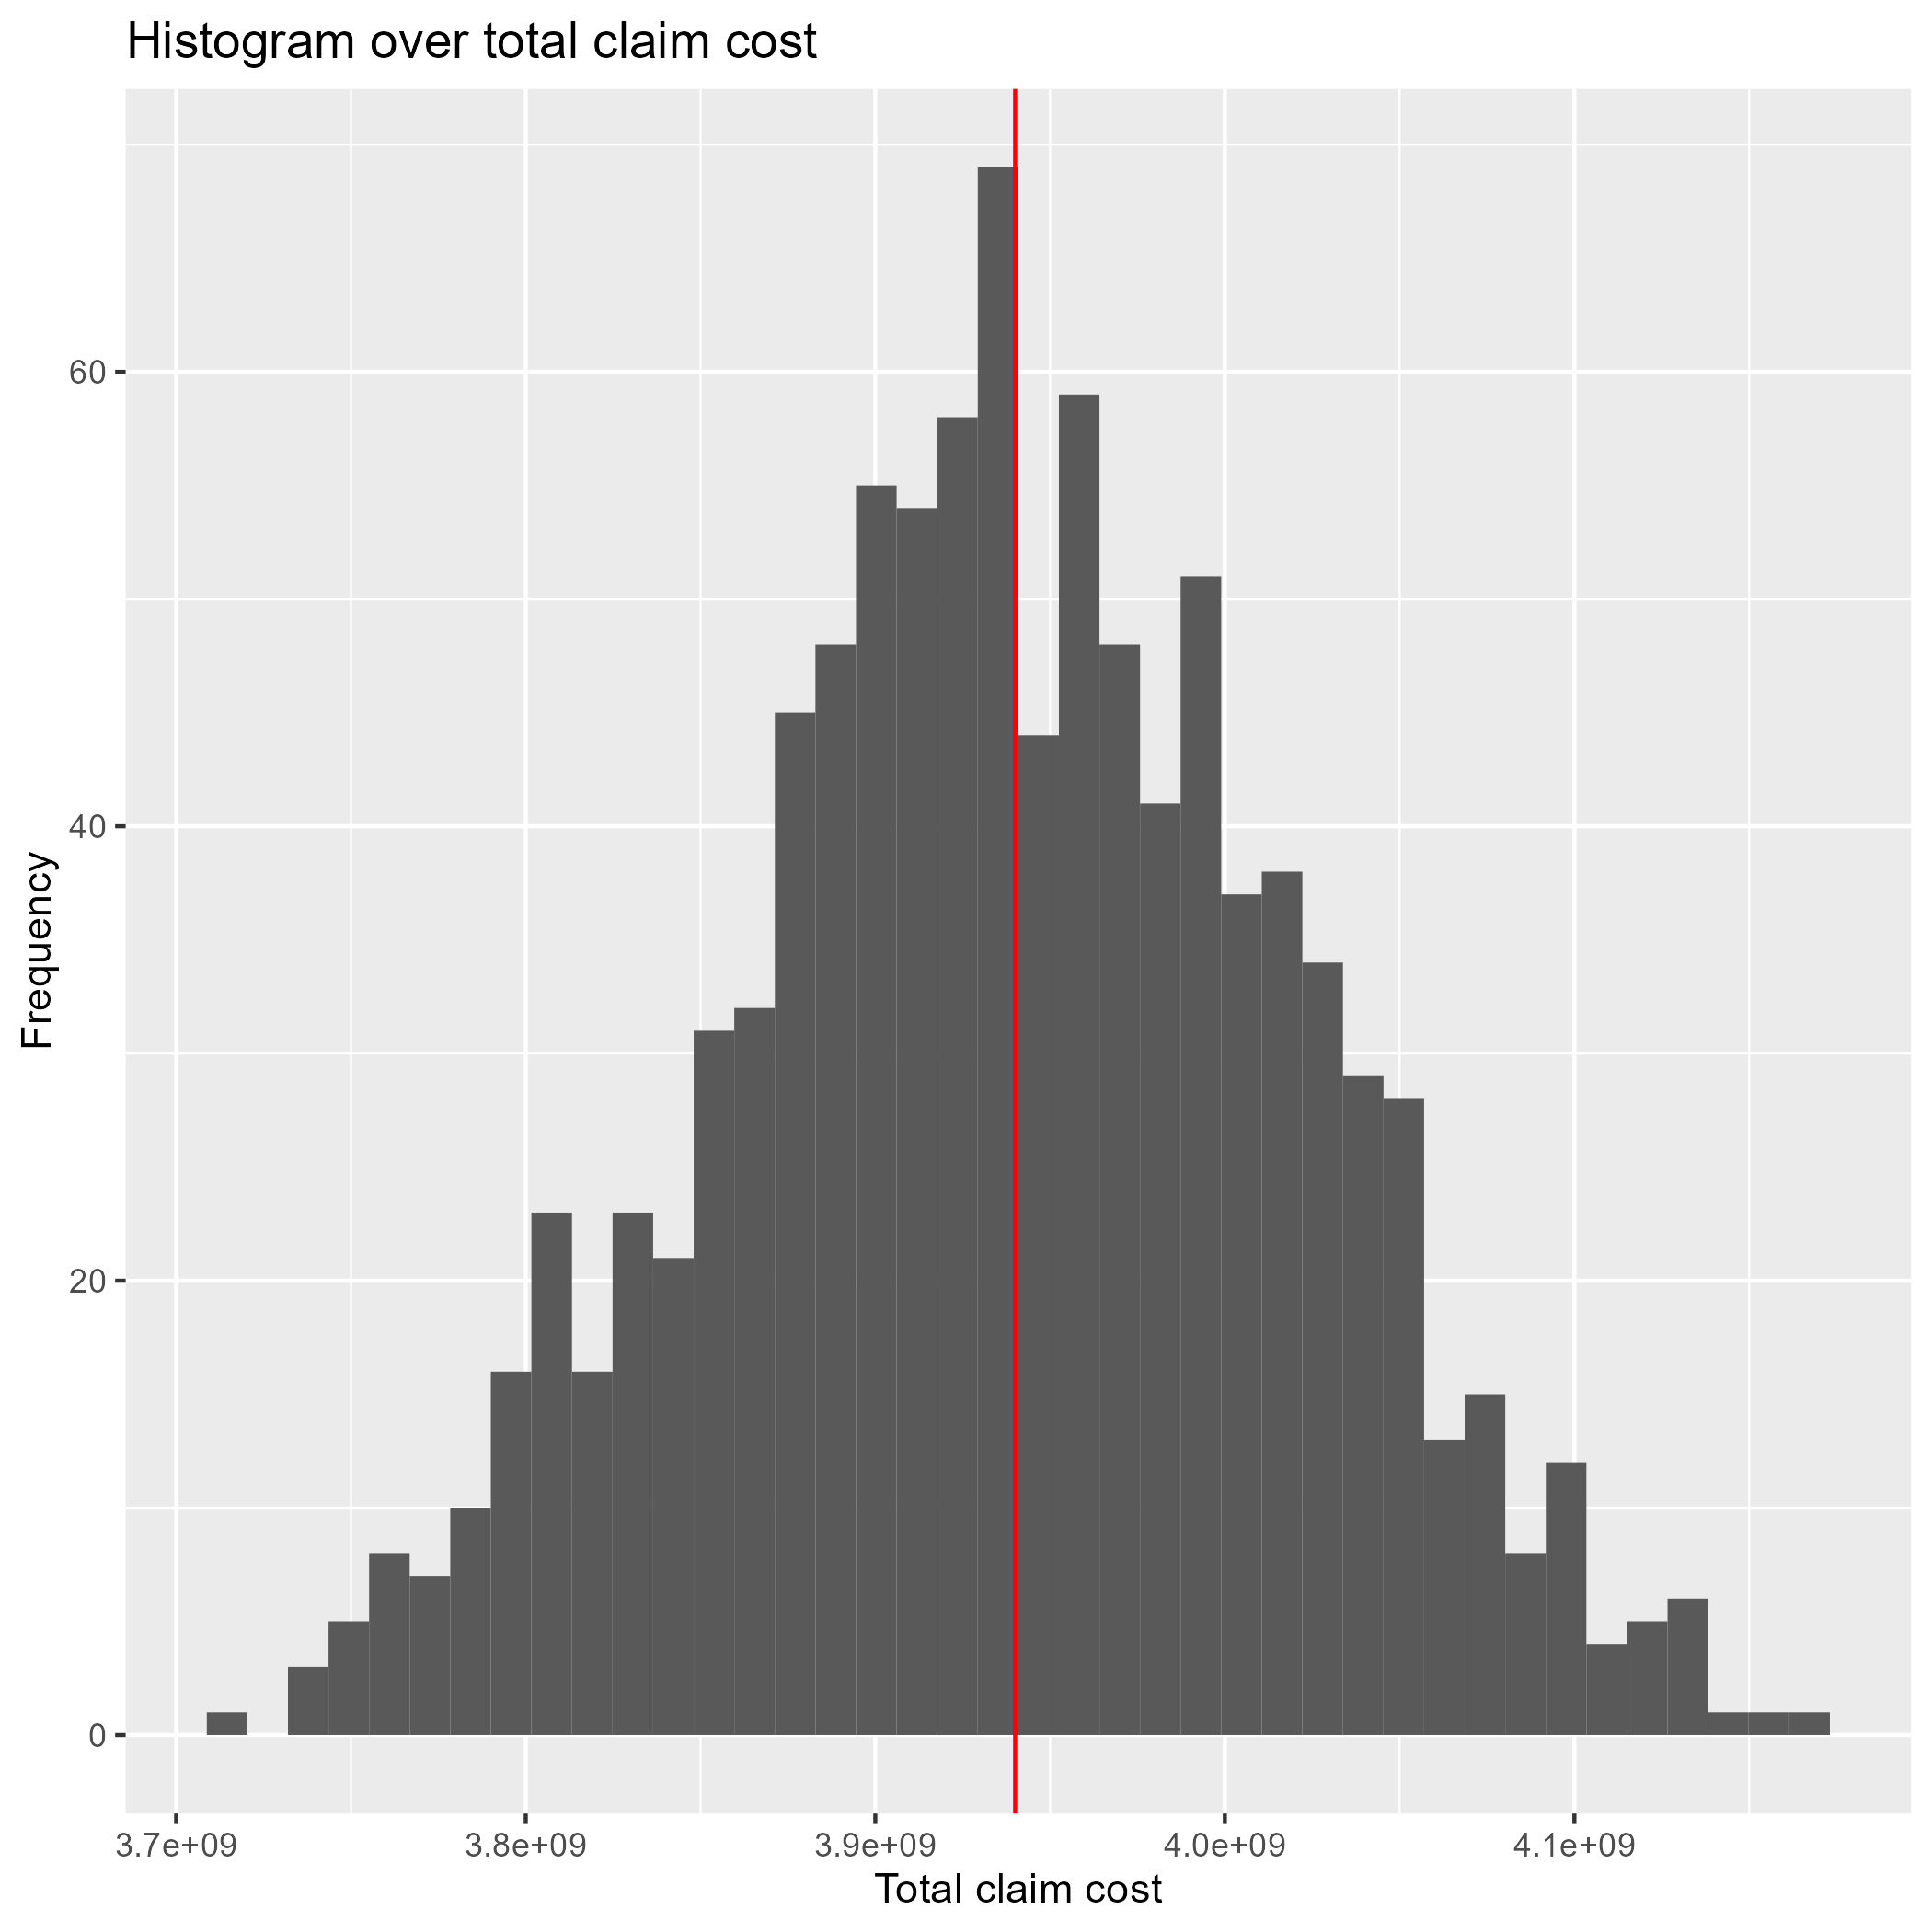 Histogram over total claim cost
Frequency
60
40
20
0
3.7e+09 3.8e+09 3.9e+09 4.0e+09 4.1e+09
Total claim cost